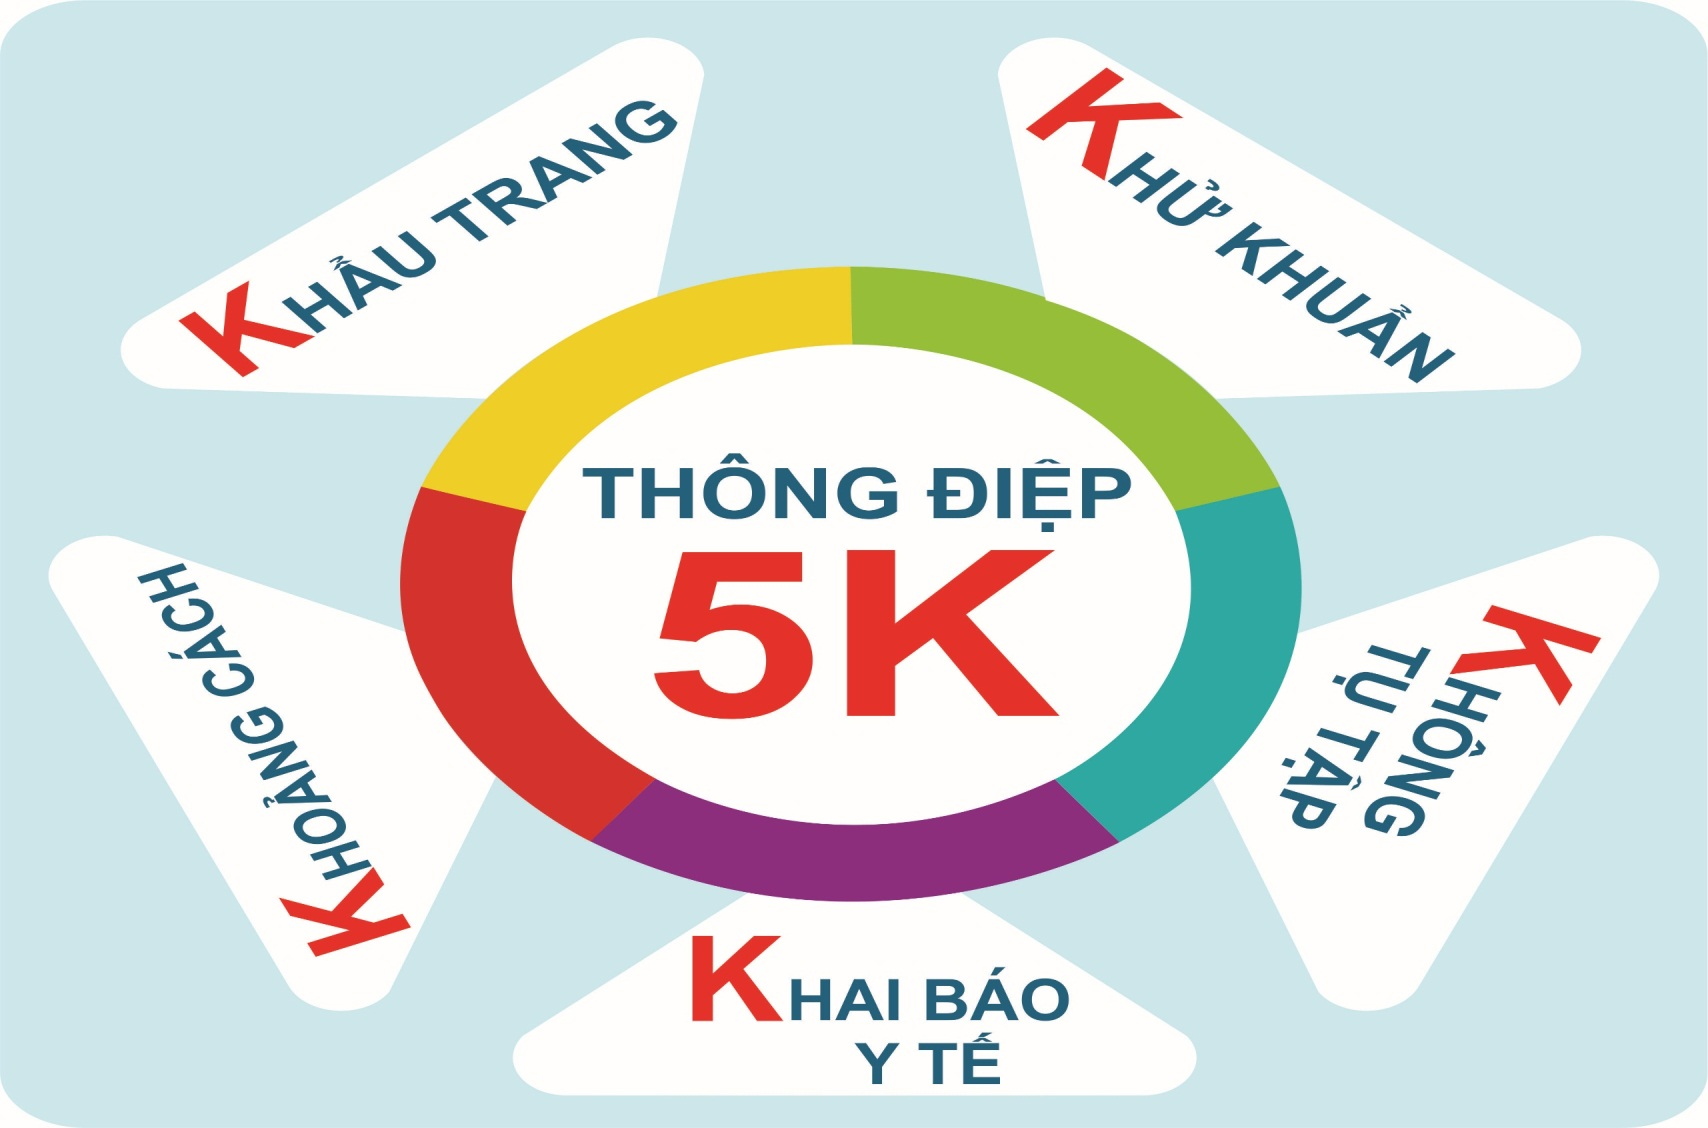 KHẨU TRANG
KHỬ KHUẨN
THÔNG ĐIỆP
5K
KHOẢNG CÁCH
KHÔNG
TỤ TẬP
KHAI BÁO
Y TẾ